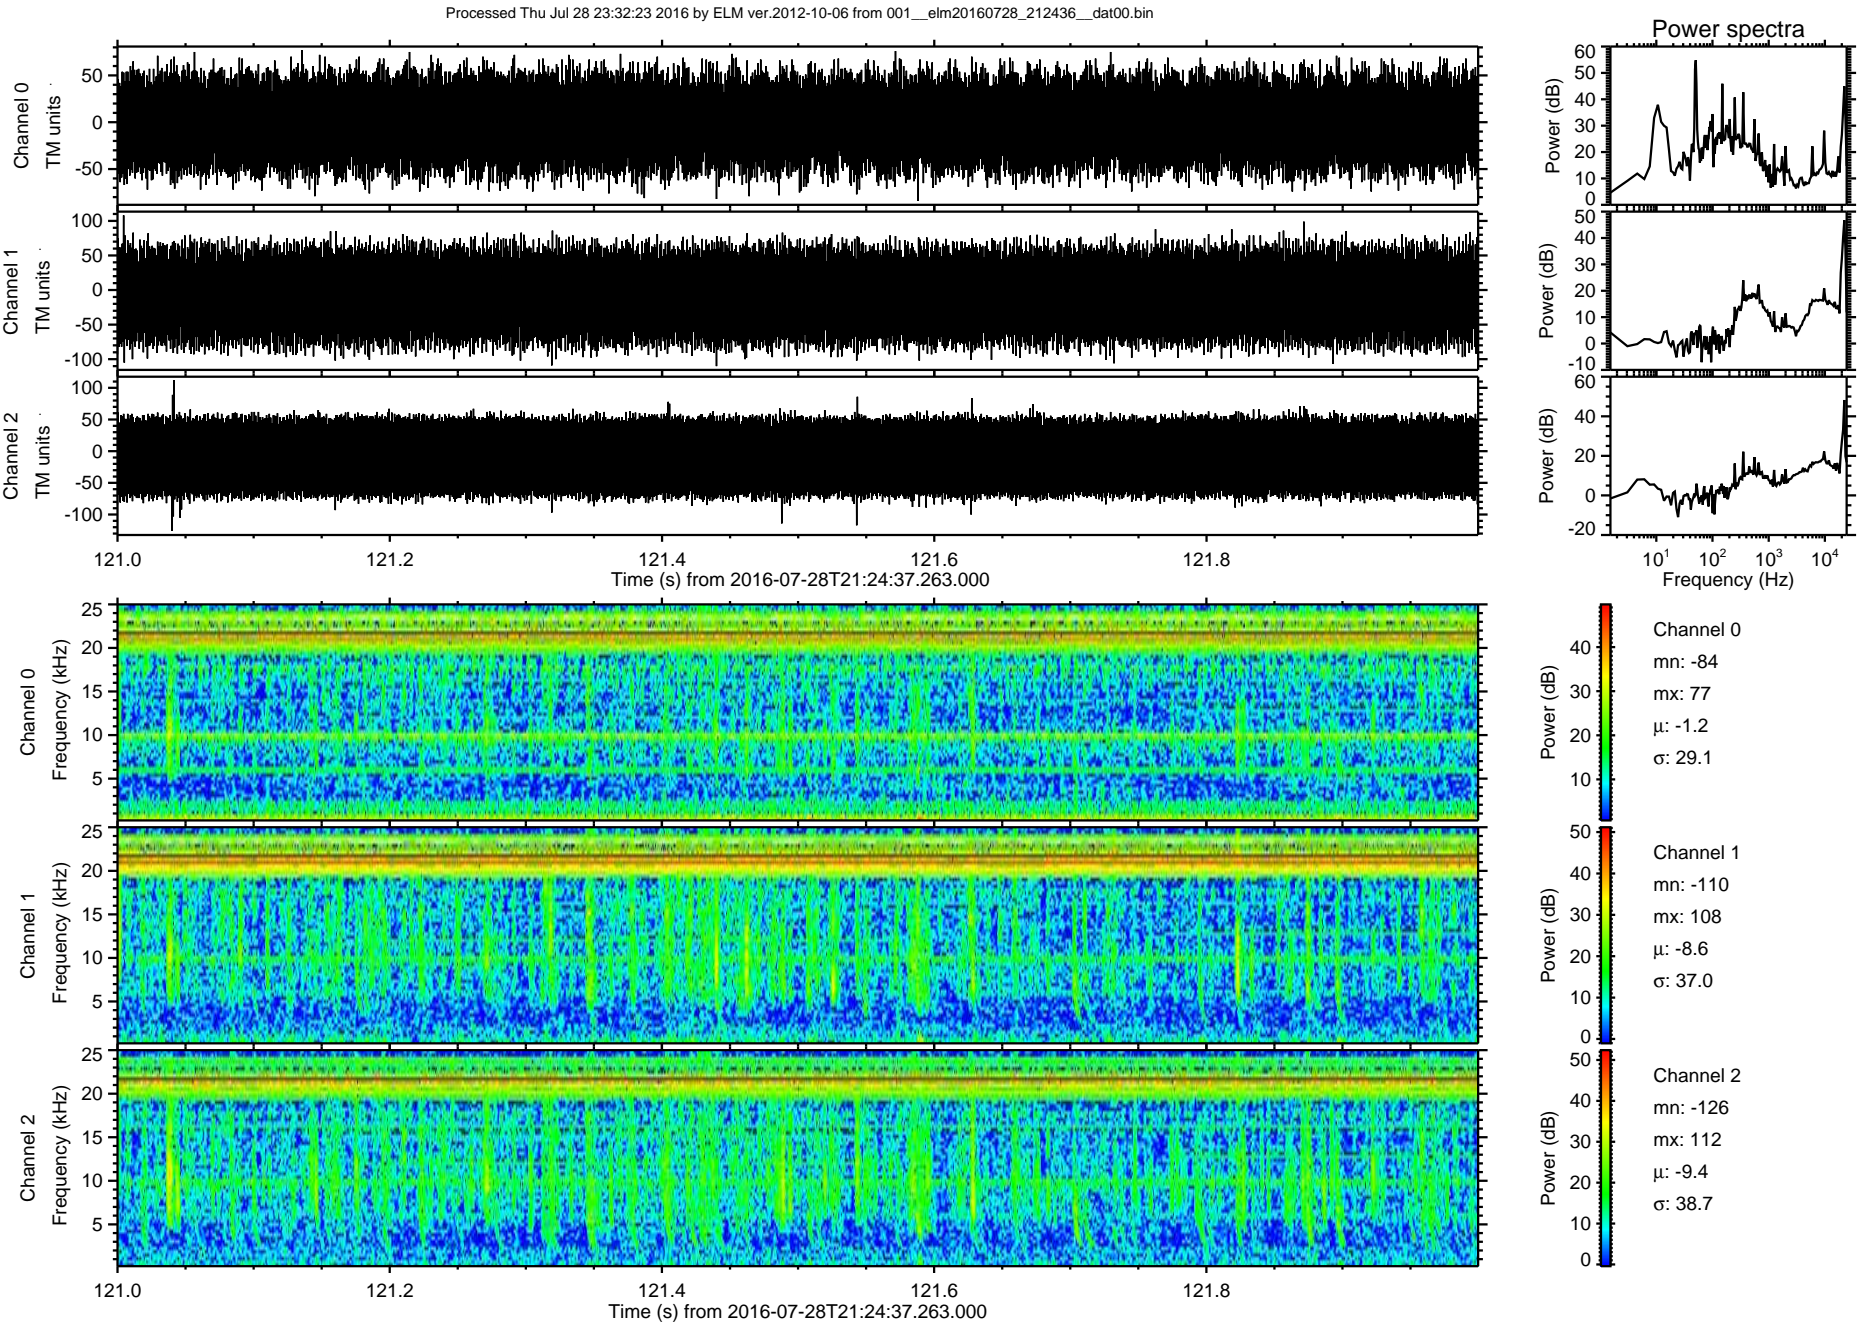 Processed Thu Jul 28 23:32:23 2016 by ELM ver.2012-10-06 from 001__elm20160728_212436__dat00.bin
Power spectra
Channel 0
TM units
50
0
-50
Power (dB)
60
50
40
30
20
10
0
Channel 1
TM units
100
50
0
-50
-100
Power (dB)
50
40
30
20
10
0
-10
Channel 2
TM units
100
50
0
-50
-100
Power (dB)
60
40
20
0
-20
121.0 121.2 121.4 121.6 121.8
Time (s) from 2016-07-28T21:24:37.263.000
10^1 10^2 10^3 10^4
Frequency (Hz)
Channel 0
Frequency (kHz)
25
20
15
10
5
Power (dB)
40
30
20
10
Channel 0
mn: -84
mx: 77
μ: -1.2
σ: 29.1
Channel 1
Frequency (kHz)
25
20
15
10
5
Power (dB)
50
40
30
20
10
0
Channel 1
mn: -110
mx: 108
μ: -8.6
σ: 37.0
Channel 2
Frequency (kHz)
25
20
15
10
5
Power (dB)
50
40
30
20
10
0
Channel 2
mn: -126
mx: 112
μ: -9.4
σ: 38.7
121.0 121.2 121.4 121.6 121.8
Time (s) from 2016-07-28T21:24:37.263.000